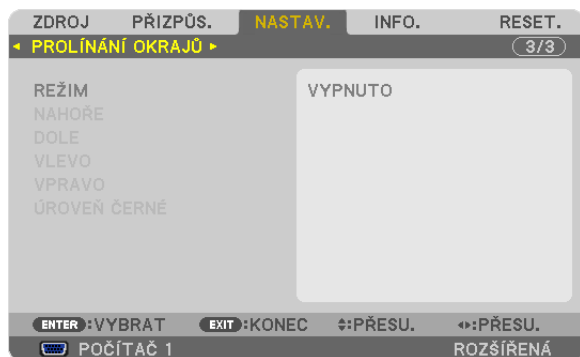 ZDROJ PŘIZPŮS. NASTAV. INFO. RESET.
PROLÍNÁNÍ OKRAJŮ 3/3
REŽIM VYPNUTO
NAHOŘE
DOLE
VLEVO
VPRAVO
ÚROVEŇ ČERNÉ
ENTER :VYBRAT EXIT :KONEC :PŘESU. :PŘESU.
POČÍTAČ 1 ROZŠÍŘENÁ